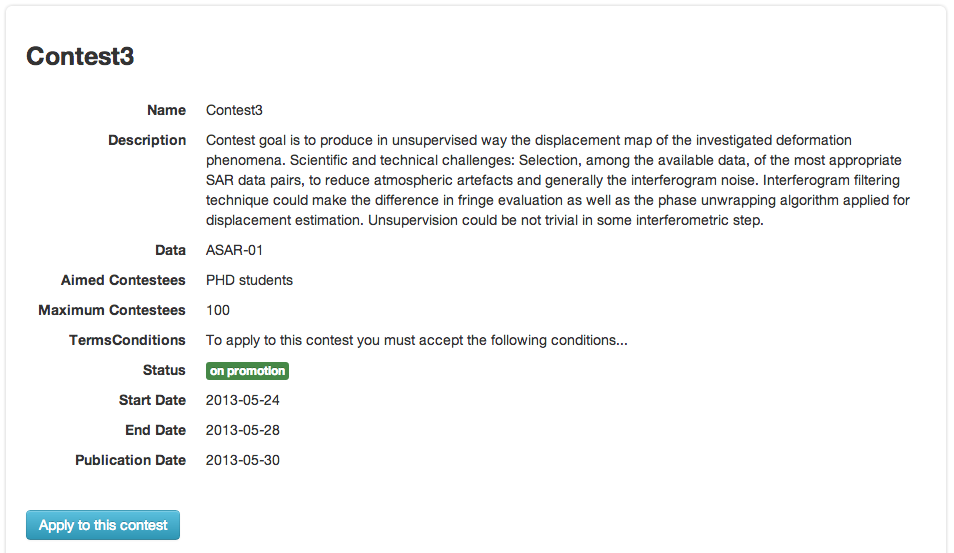 Contest3
Name Contest3
Description Contest goal is to produce in unsupervised way the displacement map of the investigated deformation
phenomena. Scientific and technical challenges: Selection, among the available data, of the most appropriate
SAR data pairs, to reduce atmospheric artefacts and generally the interferogram noise. Interferogram filtering
technique could make the difference in fringe evaluation as well as the phase unwrapping algorithm applied for
displacement estimation. Unsupervision could be not trivial in some interferometric step.
Data ASAR-01
Aimed Contestees PHD students
Maximum Contestees 100
TermsConditions To apply to this contest you must accept the following conditions...
Status on promotion
Start Date 2013-05-24
End Date 2013-05-28
Publication Date 2013-05-30
Apply to this contest